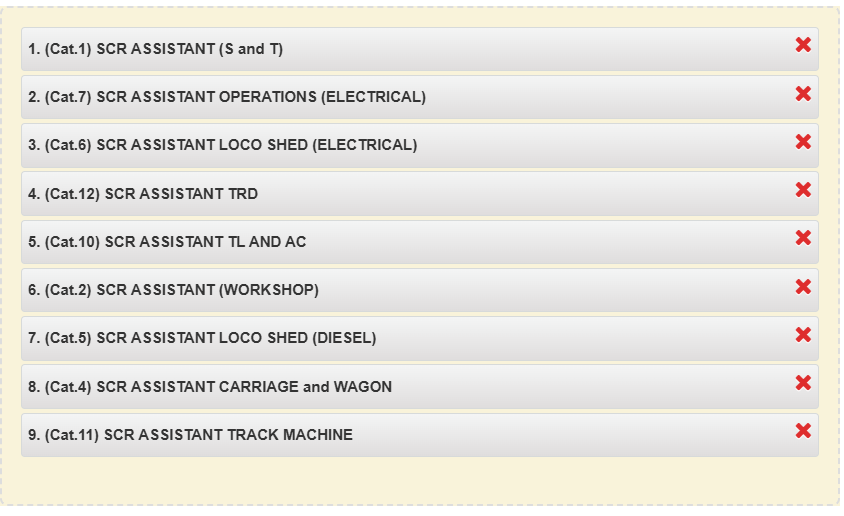 1. (Cat.1) SCR ASSISTANT (S and T)
2. (Cat.7) SCR ASSISTANT OPERATIONS (ELECTRICAL)
3. (Cat.6) SCR ASSISTANT LOCO SHED (ELECTRICAL)
4. (Cat.12) SCR ASSISTANT TRD
5. (Cat.10) SCR ASSISTANT TL AND AC
6. (Cat.2) SCR ASSISTANT (WORKSHOP)
7. (Cat.5) SCR ASSISTANT LOCO SHED (DIESEL)
8. (Cat.4) SCR ASSISTANT CARRIAGE and WAGON
9. (Cat.11) SCR ASSISTANT TRACK MACHINE